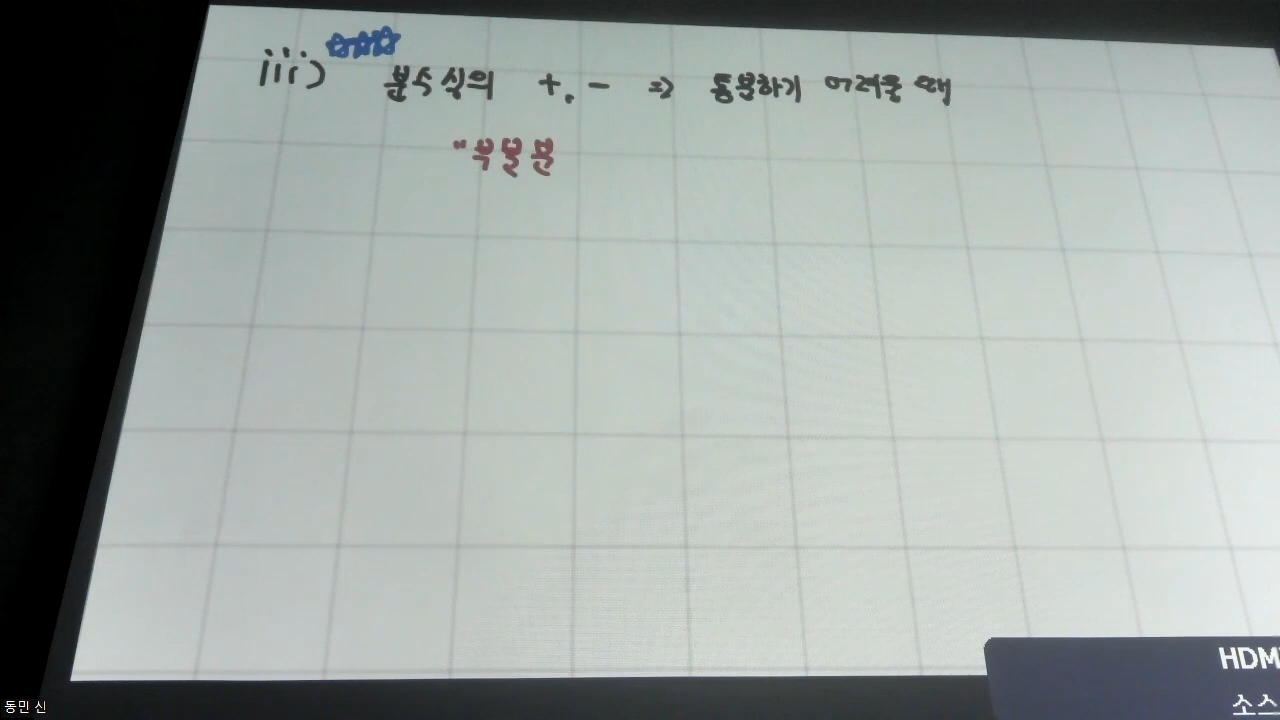 iii) ☆☆☆ 분수식의 +, - ⇒ 통분하기 어려울 때
"부분분
HDM
소스
동민 신